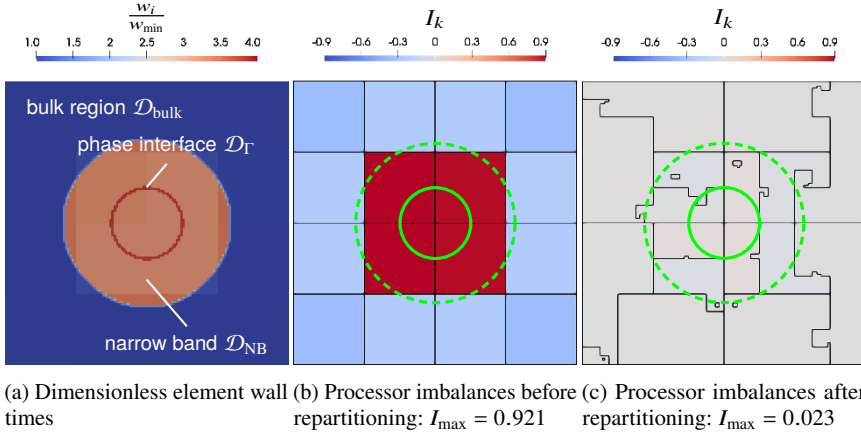 w_i / w_min
1.0 1.5 2.0 2.5 3.0 3.5 4.0
I_k
-0.9 -0.6 -0.3 0 0.3 0.6 0.9
I_k
-0.9 -0.6 -0.3 0 0.3 0.6 0.9
bulk region 𝒟_bulk
phase interface 𝒟_Γ
narrow band 𝒟_NB
(a) Dimensionless element wall
times
(b) Processor imbalances before
repartitioning: I_max = 0.921
(c) Processor imbalances after
repartitioning: I_max = 0.023